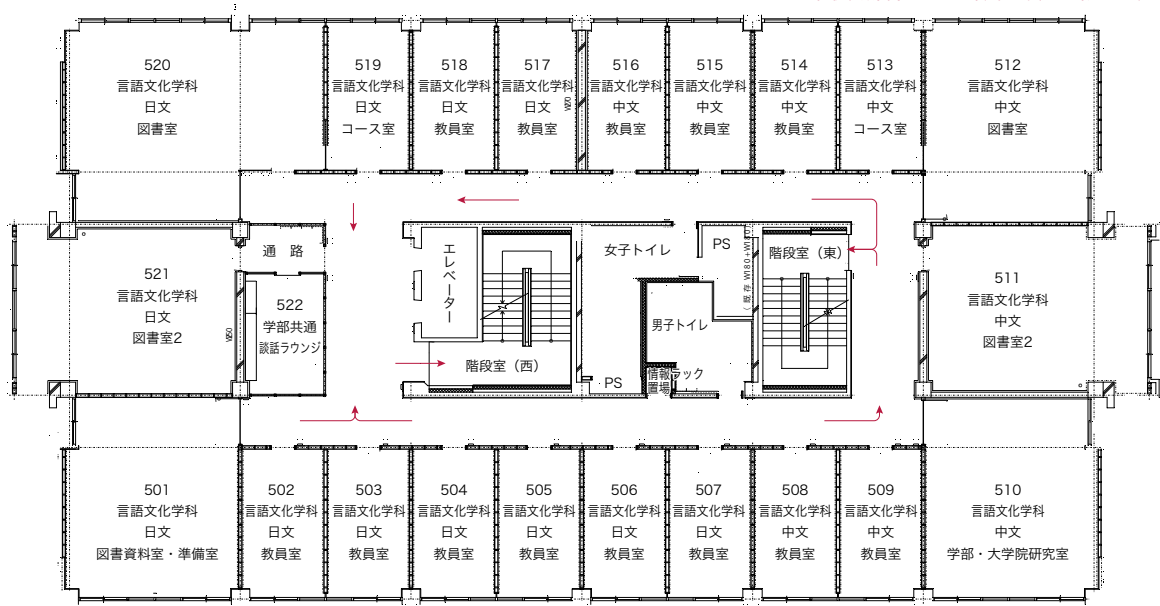 520
言語文化学科
日文
図書室
519
言語文化学科
日文
コース室
518
言語文化学科
日文
教員室
517
言語文化学科
日文
教員室
516
言語文化学科
中文
教員室
515
言語文化学科
中文
教員室
514
言語文化学科
中文
教員室
513
言語文化学科
中文
コース室
512
言語文化学科
中文
図書室
W250
521
言語文化学科
日文
図書室2
通 路
522
学部共通
談話ラウンジ
W250
エレベーター
階段室（西）
女子トイレ
PS
男子トイレ
情報ラック
置場
PS
階段室（東）
511
言語文化学科
中文
図書室2
501
言語文化学科
日文
図書資料室・準備室
502
言語文化学科
日文
教員室
503
言語文化学科
日文
教員室
504
言語文化学科
日文
教員室
505
言語文化学科
日文
教員室
506
言語文化学科
日文
教員室
507
言語文化学科
日文
教員室
508
言語文化学科
中文
教員室
509
言語文化学科
中文
教員室
510
言語文化学科
中文
学部・大学院研究室